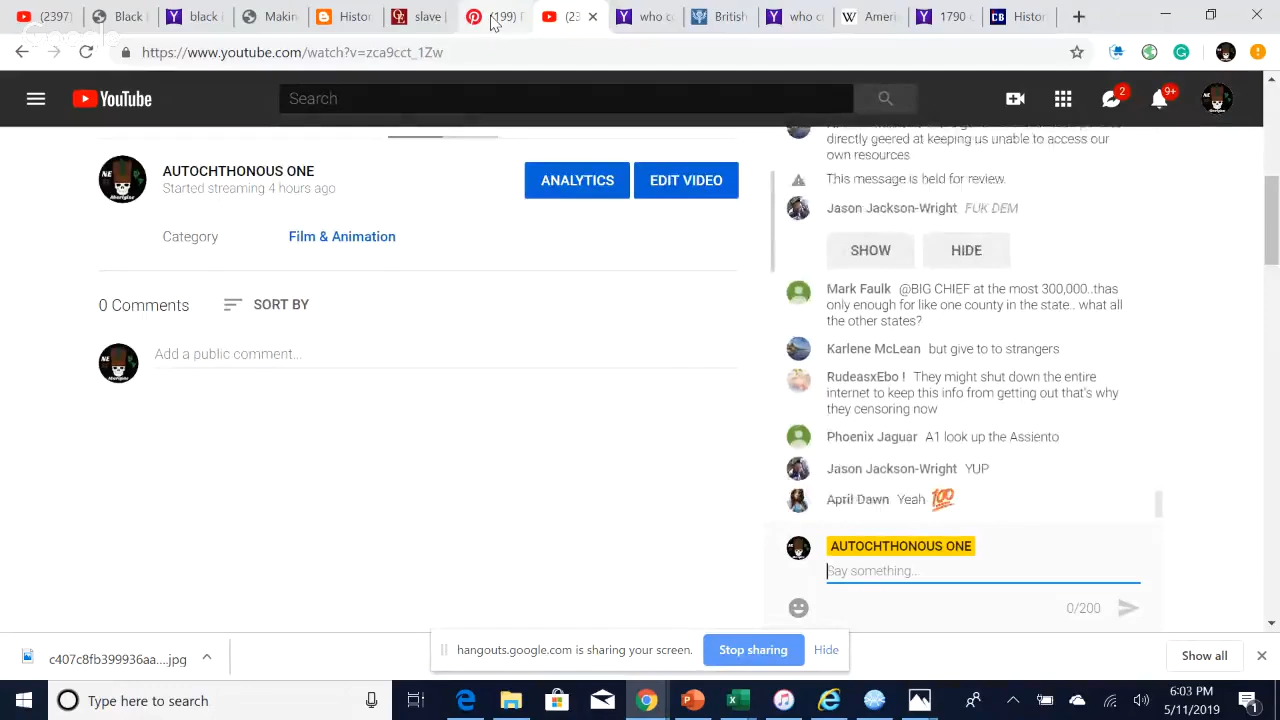 (239 Black black i Makin Histor slave (199) (23 who c Britis who c Ameri 1790 Histor
https://www.youtube.com/watch?v=zca9cct_1Zw
YouTube Search 2 9+
AUTOCHTHONOUS ONE
Started streaming 4 hours ago
ANALYTICS EDIT VIDEO
Category Film & Animation
0 Comments SORT BY
Add a public comment...
directly geered at keeping us unable to access our
own resources
This message is held for review.
Jason Jackson-Wright FUK DEM
SHOW HIDE
Mark Faulk @BIG CHIEF at the most 300,000..thas
only enough for like one county in the state.. what all
the other states?
Karlene McLean but give to to strangers
RudeasxEbo ! They might shut down the entire
internet to keep this info from getting out that's why
they censoring now
Phoenix Jaguar A1 look up the Assiento
Jason Jackson-Wright YUP
April Dawn Yeah 💯
AUTOCHTHONOUS ONE
Say something...
0/200
c407c8fb399936aa....jpg
hangouts.google.com is sharing your screen. Stop sharing Hide
Show all
Type here to search
6:03 PM
5/11/2019